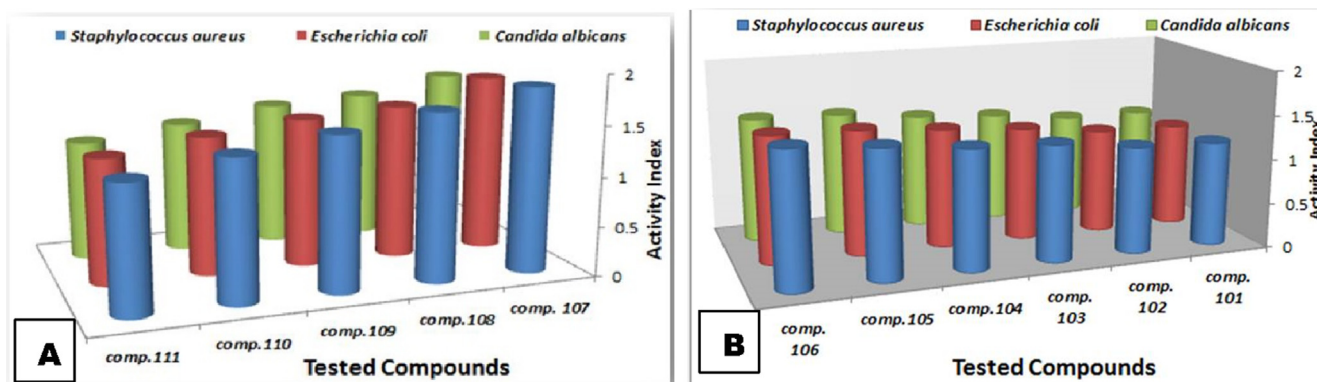 Staphylococcus aureus Escherichia coli Candida albicans
2
1.5
1
0.5
0
Activity Index
comp.111 comp.110 comp.109 comp.108 comp. 107
Tested Compounds
A
Staphylococcus aureus Escherichia coli Candida albicans
2
1.5
1
0.5
0
Activity Index
comp.
106
comp.105
comp.104
comp.
103
comp.
102
comp.
101
Tested Compounds
B